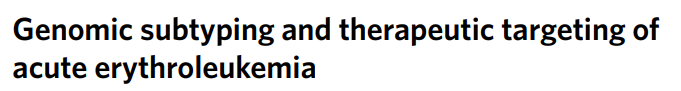 Genomic subtyping and therapeutic targeting of
acute erythroleukemia